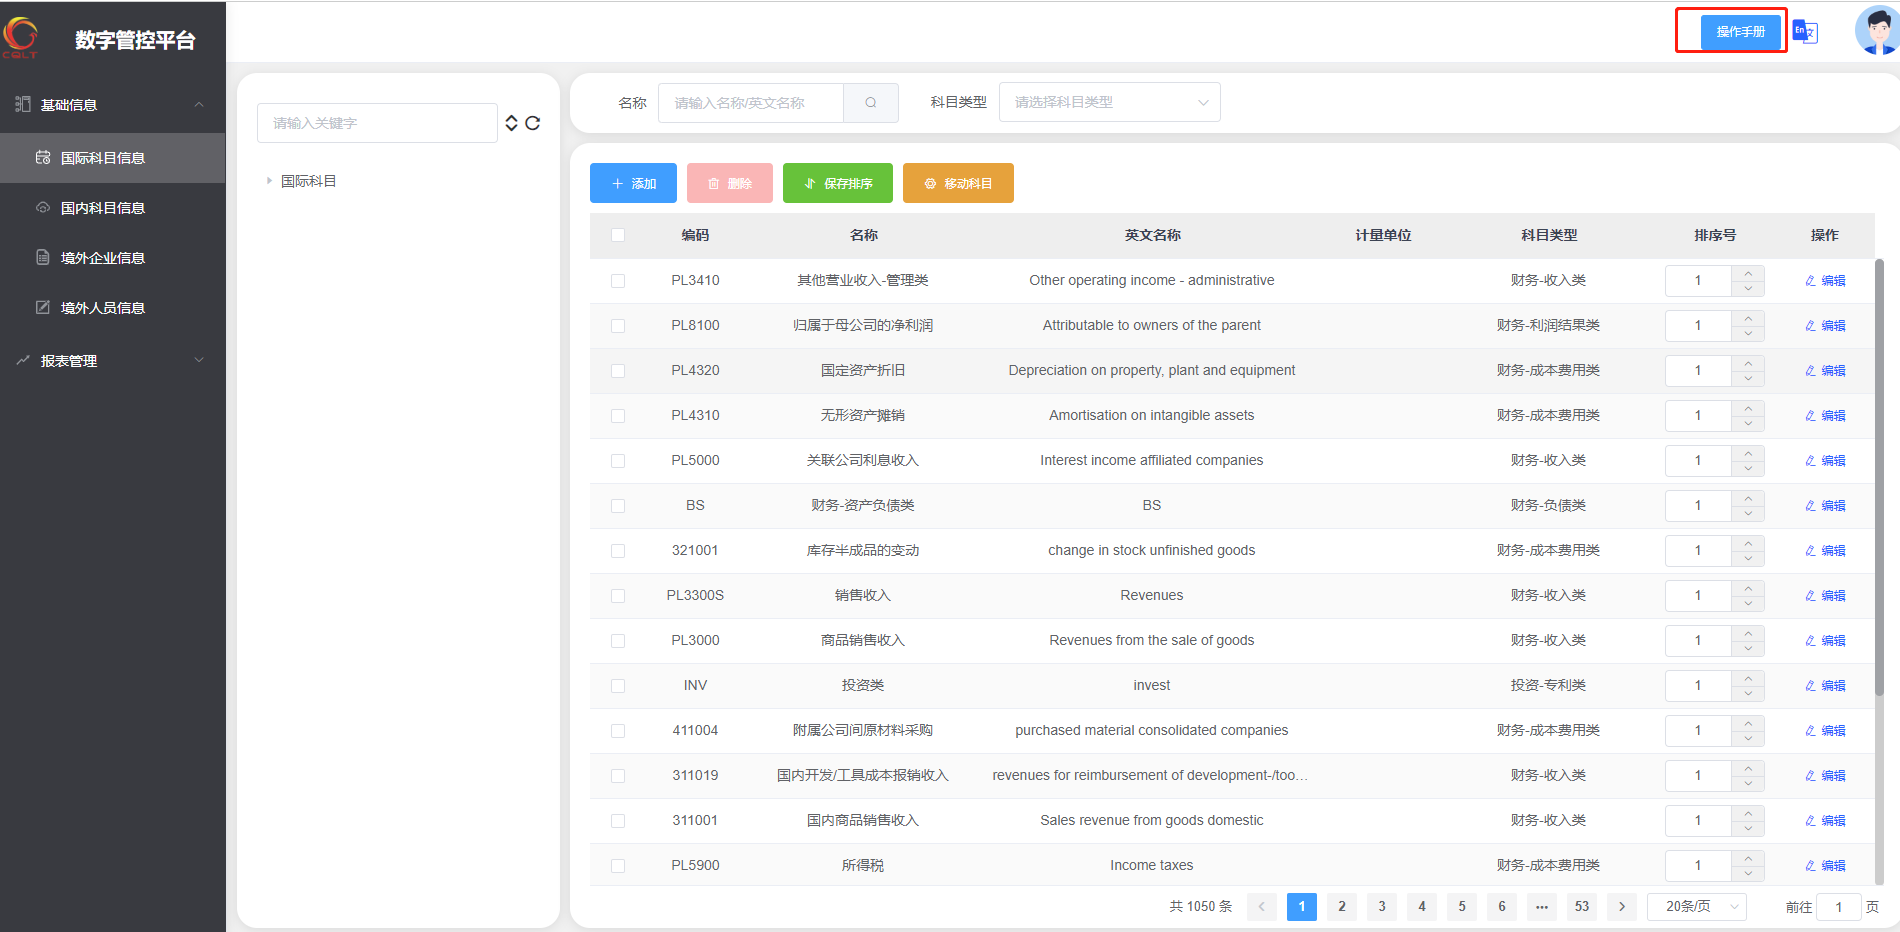 CQLT
数字管控平台
操作手册
En 文
基础信息
国际科目信息
国内科目信息
境外企业信息
境外人员信息
报表管理
请输入关键字
国际科目
名称 请输入名称/英文名称 科目类型 请选择科目类型
添加 删除 保存排序 移动科目
编码 名称 英文名称 计量单位 科目类型 排序号 操作
PL3410 其他营业收入-管理类 Other operating income - administrative 财务-收入类 1 编辑
PL8100 归属于母公司的净利润 Attributable to owners of the parent 财务-利润结果类 1 编辑
PL4320 固定资产折旧 Depreciation on property, plant and equipment 财务-成本费用类 1 编辑
PL4310 无形资产摊销 Amortisation on intangible assets 财务-成本费用类 1 编辑
PL5000 关联公司利息收入 Interest income affiliated companies 财务-收入类 1 编辑
BS 财务-资产负债类 BS 财务-负债类 1 编辑
321001 库存半成品的变动 change in stock unfinished goods 财务-成本费用类 1 编辑
PL3300S 销售收入 Revenues 财务-收入类 1 编辑
PL3000 商品销售收入 Revenues from the sale of goods 财务-收入类 1 编辑
INV 投资类 invest 投资-专利类 1 编辑
411004 附属公司间原材料采购 purchased material consolidated companies 财务-成本费用类 1 编辑
311019 国内开发/工具成本报销收入 revenues for reimbursement of development-/too... 财务-收入类 1 编辑
311001 国内商品销售收入 Sales revenue from goods domestic 财务-收入类 1 编辑
PL5900 所得税 Income taxes 财务-成本费用类 1 编辑
共 1050 条 1 2 3 4 5 6 ... 53 20条/页 前往 1 页